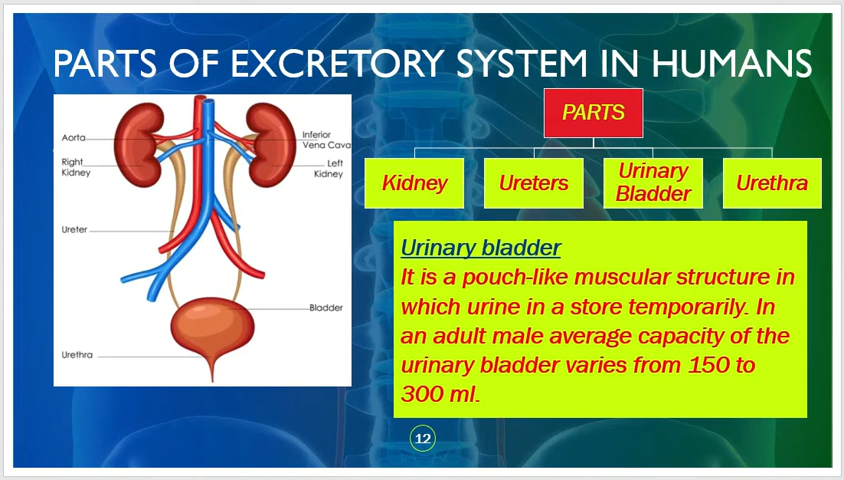 PARTS OF EXCRETORY SYSTEM IN HUMANS
Aorta
Right
Kidney
Ureter
Urethra
Inferior
Vena Cava
Left
Kidney
Bladder
PARTS
Kidney
Ureters
Urinary
Bladder
Urethra
Urinary bladder
It is a pouch-like muscular structure in
which urine in a store temporarily. In
an adult male average capacity of the
urinary bladder varies from 150 to
300 ml.
12